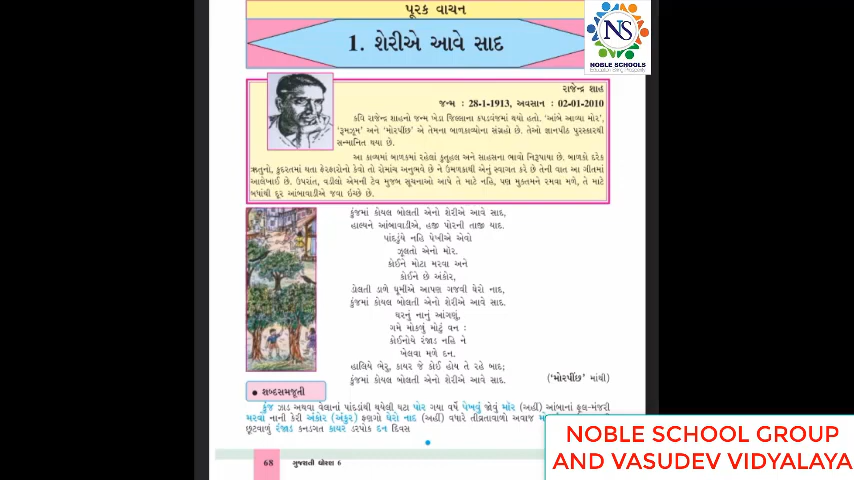 પૂરક વાચન
1. શેરીએ આવે સાદ
NS
NOBLE SCHOOLS
રાજેન્દ્ર શાહ
જન્મ : 28-1-1913, અવસાન : 02-01-2010
કવિ રાજેન્દ્ર શાહનો જન્મ ખેડા જિલ્લાના કપડવંજમાં થયો હતો. 'આંબે આવ્યા મોર',
'રૂમઝૂમ' અને 'મોરપીંછ' એ તેમના બાળકાવ્યોના સંગ્રહો છે. તેઓ જ્ઞાનપીઠ પુરસ્કારથી
સન્માનિત થયા છે.
આ કાવ્યમાં બાળકમાં રહેલાં કુતૂહલ અને સાહસના ભાવો નિરૂપાયા છે. બાળકો દરેક
ઋતુનો, કુદરતમાં થતા ફેરફારોનો કેવો તો રોમાંચ અનુભવે છે ને ઉમળકાથી એનું સ્વાગત કરે છે તેની વાત આ ગીતમાં
આલેખાઈ છે. ઉપરાંત, વડીલો એમની ટેવ મુજબ સૂચનાઓ આપે તે માટે નહિ, પણ મુક્તમને રમવા મળે, તે માટે
બધાંથી દૂર આંબાવાડીએ જવા ઇચ્છે છે.
કુંજમાં કોયલ બોલતી એનો શેરીએ આવે સાદ,
હાલ્યને આંબાવાડીએ, હજી પોરની તાજી યાદ.
પાંદડુંયે નહિ પેખીએ એવો
ઝૂલતો એનો મૉર.
કોઈને મોટા મરવા અને
કોઈને છે અંકોર,
ડોલતી ડાળે ઘૂમીએ આપણ ગજવી ઘેરો નાદ,
કુંજમાં કોયલ બોલતી એનો શેરીએ આવે સાદ.
ઘરનું નાનું આંગણું,
ગમે મોકળું મોટું વન :
કોઈનોયે રંજાડ નહિ ને
ખેલવા મળે દન.
હાલિયે ભેરુ, કાયર જે કોઈ હોય તે રહે બાદ;
કુંજમાં કોયલ બોલતી એનો શેરીએ આવે સાદ.
('મોરપીંછ' માંથી)
• શબ્દસમજૂતી
કુંજ ઝાડ અથવા વેલાનાં પાંદડાંથી થયેલી ઘટા પોર ગયા વર્ષે પેખવું જોવું મૉર (અહીં) આંબાનાં ફૂલ-મંજરી
મરવા નાની કેરી અંકોર (અંકુર) ફણગો ઘેરો નાદ (અહીં) વધારે તીવ્રતાવાળો અવાજ
છૂટવાળું રંજાડ કનડગત કાયર ડરપોક દન દિવસ
68 ગુજરાતી ધોરણ 6
NOBLE SCHOOL GROUP
AND VASUDEV VIDYALAYA